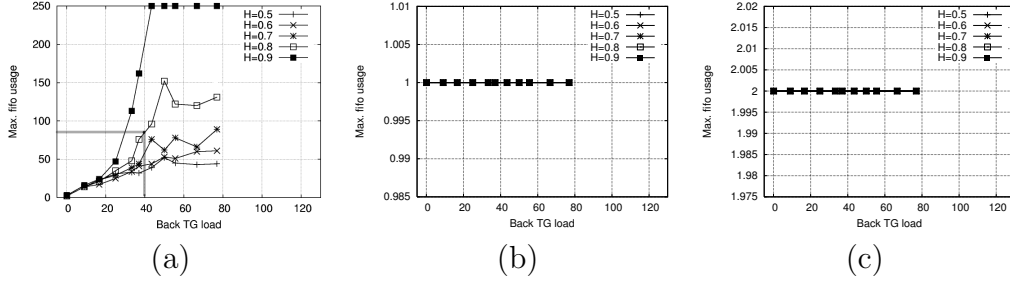 Max. fifo usage
250
200
150
100
50
0
0 20 40 60 80 100 120
Back TG load
H=0.5
H=0.6
H=0.7
H=0.8
H=0.9
(a)
Max. fifo usage
1.01
1.005
1
0.995
0.99
0.985
0 20 40 60 80 100 120
Back TG load
H=0.5
H=0.6
H=0.7
H=0.8
H=0.9
(b)
Max. fifo usage
2.02
2.015
2.01
2.005
2
1.995
1.99
1.985
1.98
1.975
0 20 40 60 80 100 120
Back TG load
H=0.5
H=0.6
H=0.7
H=0.8
H=0.9
(c)